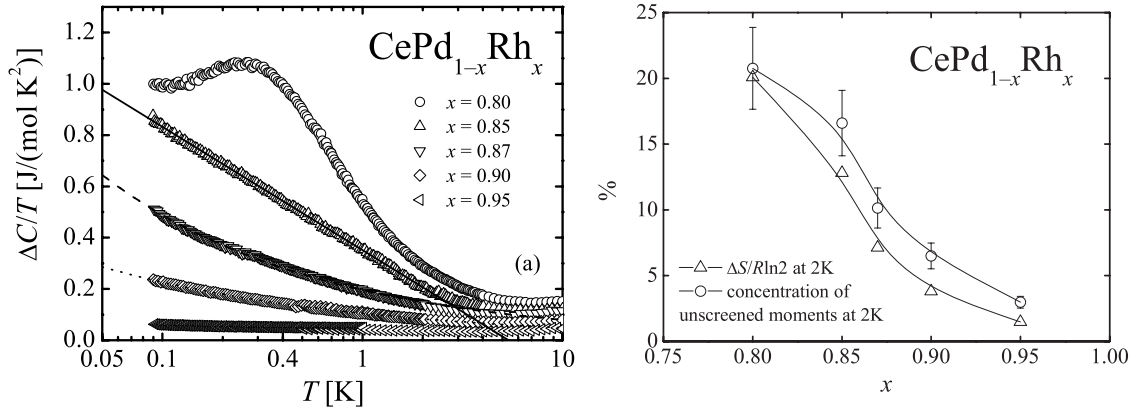 1.2
1.0
0.8
0.6
0.4
0.2
0.0
ΔC/T [J/(mol K²)]
CePd₁₋ₓRhₓ
x = 0.80
x = 0.85
x = 0.87
x = 0.90
x = 0.95
(a)
0.05 0.1 0.4 1 4 10
T [K]
25
20
15
10
5
0
%
CePd₁₋ₓRhₓ
ΔS/Rln2 at 2K
concentration of
unscreened moments at 2K
0.75 0.80 0.85 0.90 0.95 1.00
x